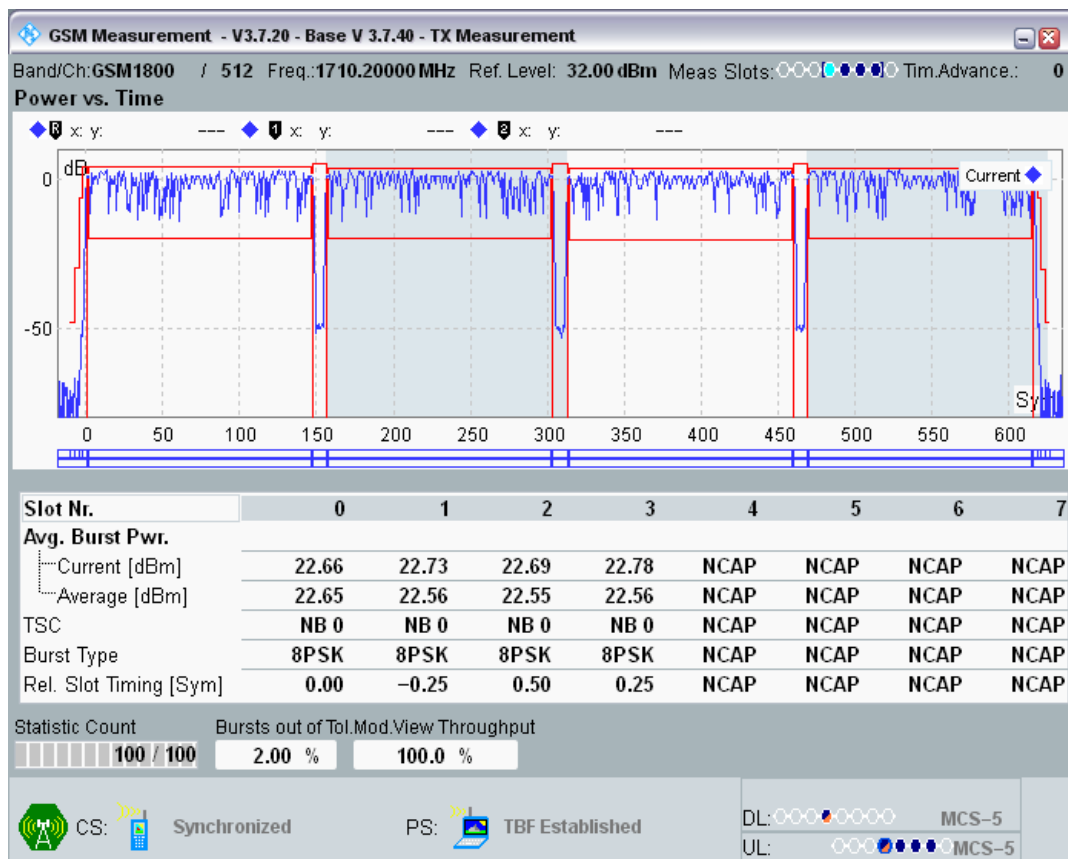 GSM Measurement - V3.7.20 - Base V 3.7.40 - TX Measurement
Band/Ch:GSM1800 / 512 Freq.:1710.20000 MHz Ref. Level: 32.00 dBm Meas Slots: Tim.Advance.: 0
Power vs. Time
R x: y: --- 1 x: y: --- 2 x: y: ---
dB
Current
0
-50
Sy
0 50 100 150 200 250 300 350 400 450 500 550 600
Slot Nr. 0 1 2 3 4 5 6 7
Avg. Burst Pwr.
Current [dBm] 22.66 22.73 22.69 22.78 NCAP NCAP NCAP NCAP
Average [dBm] 22.65 22.56 22.55 22.56 NCAP NCAP NCAP NCAP
TSC NB 0 NB 0 NB 0 NB 0 NCAP NCAP NCAP NCAP
Burst Type 8PSK 8PSK 8PSK 8PSK NCAP NCAP NCAP NCAP
Rel. Slot Timing [Sym] 0.00 −0.25 0.50 0.25 NCAP NCAP NCAP NCAP
Statistic Count Bursts out of Tol.Mod.View Throughput
100 / 100 2.00 % 100.0 %
CS: Synchronized PS: TBF Established
DL: MCS−5
UL: MCS−5